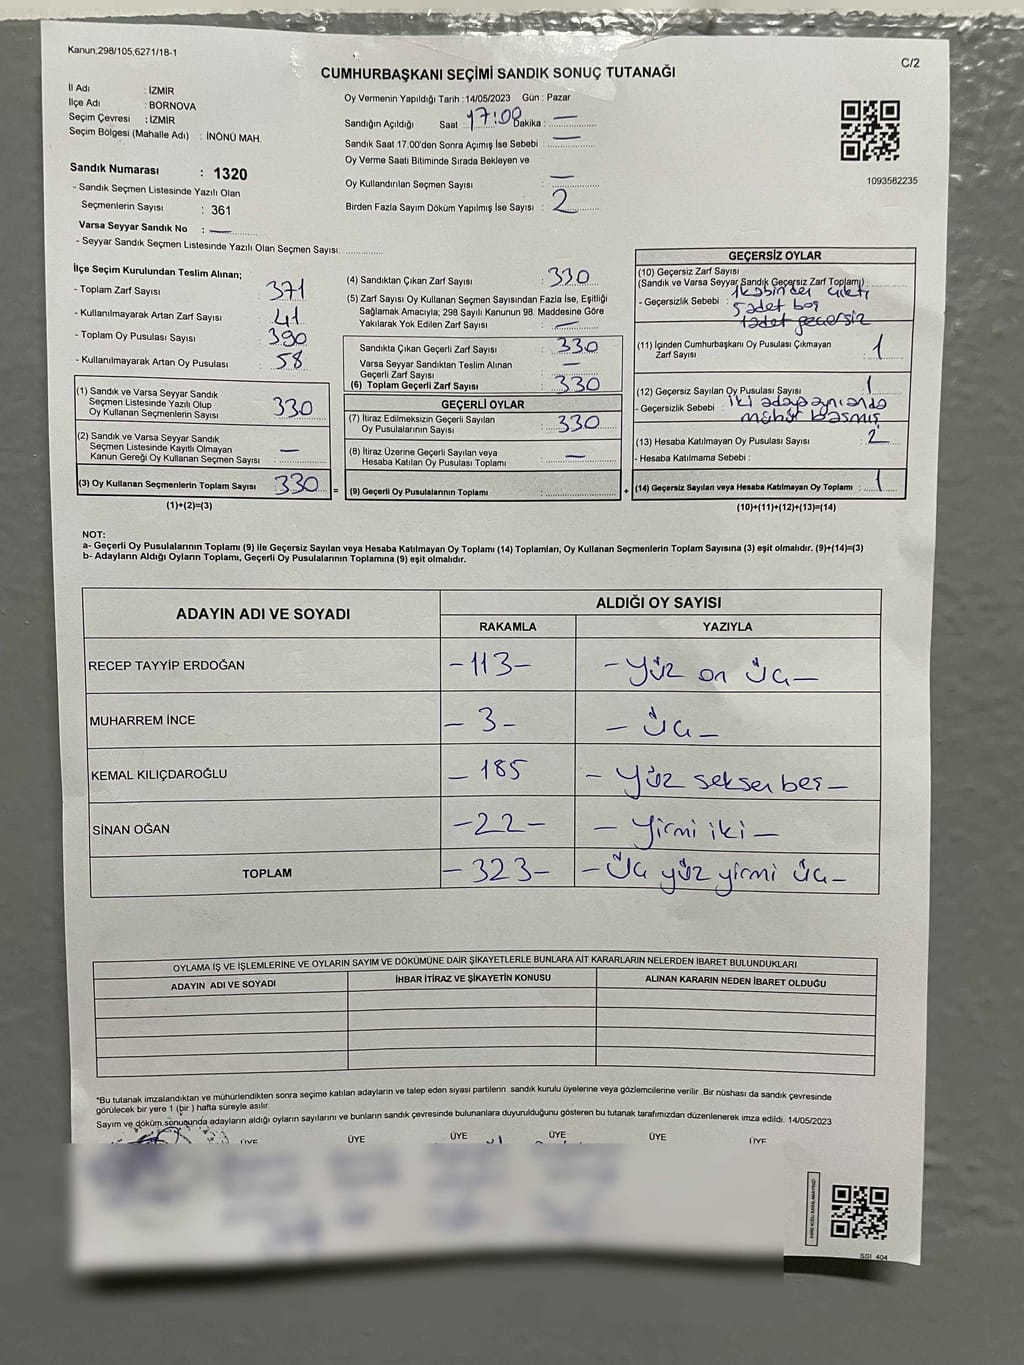 Kanun;298/105,6271/18-1
C/2
CUMHURBAŞKANI SEÇİMİ SANDIK SONUÇ TUTANAĞI
İl Adı : İZMİR
İlçe Adı : BORNOVA
Seçim Çevresi : İZMİR
Seçim Bölgesi (Mahalle Adı) : İNÖNÜ MAH.
Sandık Numarası : 1320
- Sandık Seçmen Listesinde Yazılı Olan
Seçmenlerin Sayısı : 361
Varsa Seyyar Sandık No : —
- Seyyar Sandık Seçmen Listesinde Yazılı Olan Seçmen Sayısı:
Oy Vermenin Yapıldığı Tarih : 14/05/2023 Gün : Pazar
Sandığın Açıldığı Saat : 17:00 Dakika : —
Sandık Saat 17.00'den Sonra Açımış İse Sebebi : —
Oy Verme Saati Bitiminde Sırada Bekleyen ve
Oy Kullandırılan Seçmen Sayısı : —
Birden Fazla Sayım Döküm Yapılmış İse Sayısı : 2
1093582235
İlçe Seçim Kurulundan Teslim Alınan;
- Toplam Zarf Sayısı : 371
- Kullanılmayarak Artan Zarf Sayısı : 41
- Toplam Oy Pusulası Sayısı : 390
- Kullanılmayarak Artan Oy Pusulası : 58
(1) Sandık ve Varsa Seyyar Sandık
Seçmen Listesinde Yazılı Olup
Oy Kullanan Seçmenlerin Sayısı : 330
(2) Sandık ve Varsa Seyyar Sandık
Seçmen Listesinde Kayıtlı Olmayan
Kanun Gereği Oy Kullanan Seçmen Sayısı : —
(3) Oy Kullanan Seçmenlerin Toplam Sayısı : 330
(1)+(2)=(3)
=
(4) Sandıktan Çıkan Zarf Sayısı : 330
(5) Zarf Sayısı Oy Kullanan Seçmen Sayısından Fazla İse, Eşitliği
Sağlamak Amacıyla; 298 Sayılı Kanunun 98. Maddesine Göre
Yakılarak Yok Edilen Zarf Sayısı : —
Sandıkta Çıkan Geçerli Zarf Sayısı : 330
Varsa Seyyar Sandıktan Teslim Alınan
Geçerli Zarf Sayısı : —
(6) Toplam Geçerli Zarf Sayısı : 330
GEÇERLİ OYLAR
(7) İtiraz Edilmeksizin Geçerli Sayılan
Oy Pusulalarının Sayısı : 330
(8) İtiraz Üzerine Geçerli Sayılan veya
Hesaba Katılan Oy Pusulası Toplamı : —
(9) Geçerli Oy Pusulalarının Toplamı :
+
GEÇERSİZ OYLAR
(10) Geçersiz Zarf Sayısı
(Sandık ve Varsa Seyyar Sandık Geçersiz Zarf Toplamı)
- Geçersizlik Sebebi :
5 adet boş
1 adet geçersiz
(11) İçinden Cumhurbaşkanı Oy Pusulası Çıkmayan
Zarf Sayısı 1
(12) Geçersiz Sayılan Oy Pusulası Sayısı : 1
- Geçersizlik Sebebi : iki aday yanında
mühür basmış
(13) Hesaba Katılmayan Oy Pusulası Sayısı : 2
- Hesaba Katılmama Sebebi :
(14) Geçersiz Sayılan veya Hesaba Katılmayan Oy Toplamı : 1
(10)+(11)+(12)+(13)=(14)
NOT:
a- Geçerli Oy Pusulalarının Toplamı (9) ile Geçersiz Sayılan veya Hesaba Katılmayan Oy Toplamı (14) Toplamları, Oy Kullanan Seçmenlerin Toplam Sayısına (3) eşit olmalıdır. (9)+(14)=(3)
b- Adayların Aldığı Oyların Toplamı, Geçerli Oy Pusulalarının Toplamına (9) eşit olmalıdır.
ADAYIN ADI VE SOYADI
ALDIĞI OY SAYISI
RAKAMLA YAZIYLA
RECEP TAYYİP ERDOĞAN -113- -Yüz on üç-
MUHARREM İNCE -3- -üç-
KEMAL KILIÇDAROĞLU -185 -Yüz seksen beş-
SİNAN OĞAN -22- -Yirmi iki-
TOPLAM -323- -Üç yüz yirmi üç-
OYLAMA İŞ VE İŞLEMLERİNE VE OYLARIN SAYIM VE DÖKÜMÜNE DAİR ŞİKAYETLERLE BUNLARA AİT KARARLARIN NELERDEN İBARET BULUNDUKLARI
ADAYIN ADI VE SOYADI İHBAR İTİRAZ VE ŞİKAYETİN KONUSU ALINAN KARARIN NEDEN İBARET OLDUĞU
*Bu tutanak imzalandıktan ve mühürlendikten sonra seçime katılan adayların ve talep eden siyasi partilerin sandık kurulu üyelerine veya gözlemcilerine verilir .Bir nüshası da sandık çevresinde
görülecek bir yere 1 (bir ) hafta süreyle asılır.
Sayım ve döküm sonuçunda adayların aldığı oyların sayılarını ve bunların sandık çevresinde bulunanlara duyurulduğunu gösteren bu tutanak tarafımızdan düzenlenerek imza edildi. 14/05/2023
ÜYE ÜYE ÜYE ÜYE ÜYE ÜYE
SSI_404